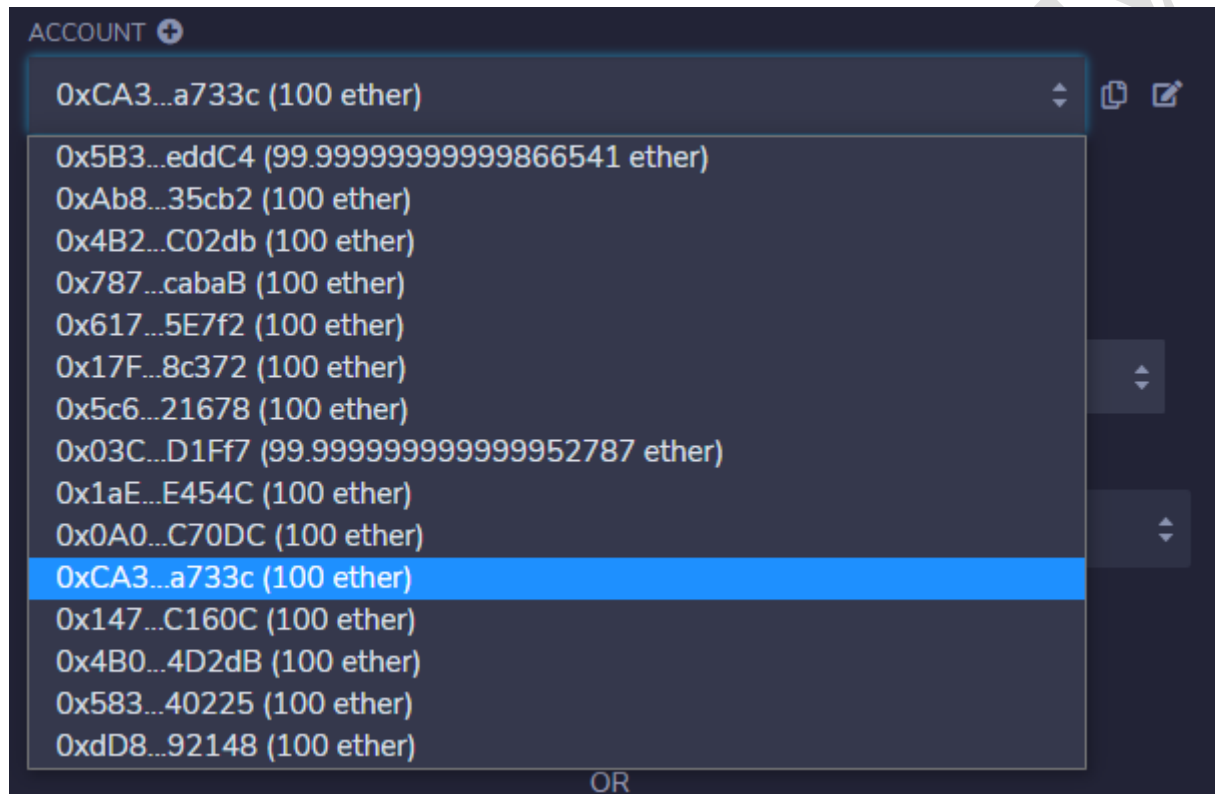 ACCOUNT
0xCA3...a733c (100 ether)
0x5B3...eddC4 (99.99999999999866541 ether)
0xAb8...35cb2 (100 ether)
0x4B2...C02db (100 ether)
0x787...cabaB (100 ether)
0x617...5E7f2 (100 ether)
0x17F...8c372 (100 ether)
0x5c6...21678 (100 ether)
0x03C...D1Ff7 (99.999999999999952787 ether)
0x1aE...E454C (100 ether)
0x0A0...C70DC (100 ether)
0xCA3...a733c (100 ether)
0x147...C160C (100 ether)
0x4B0...4D2dB (100 ether)
0x583...40225 (100 ether)
0xdD8...92148 (100 ether)
OR